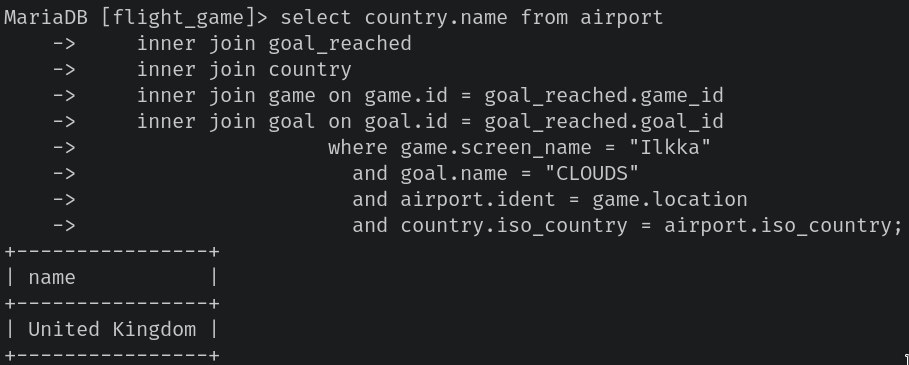 MariaDB [flight_game]> select country.name from airport
    ->     inner join goal_reached
    ->     inner join country
    ->     inner join game on game.id = goal_reached.game_id
    ->     inner join goal on goal.id = goal_reached.goal_id
    ->                     where game.screen_name = "Ilkka"
    ->                       and goal.name = "CLOUDS"
    ->                       and airport.ident = game.location
    ->                       and country.iso_country = airport.iso_country;
+----------------+
| name           |
+----------------+
| United Kingdom |
+----------------+